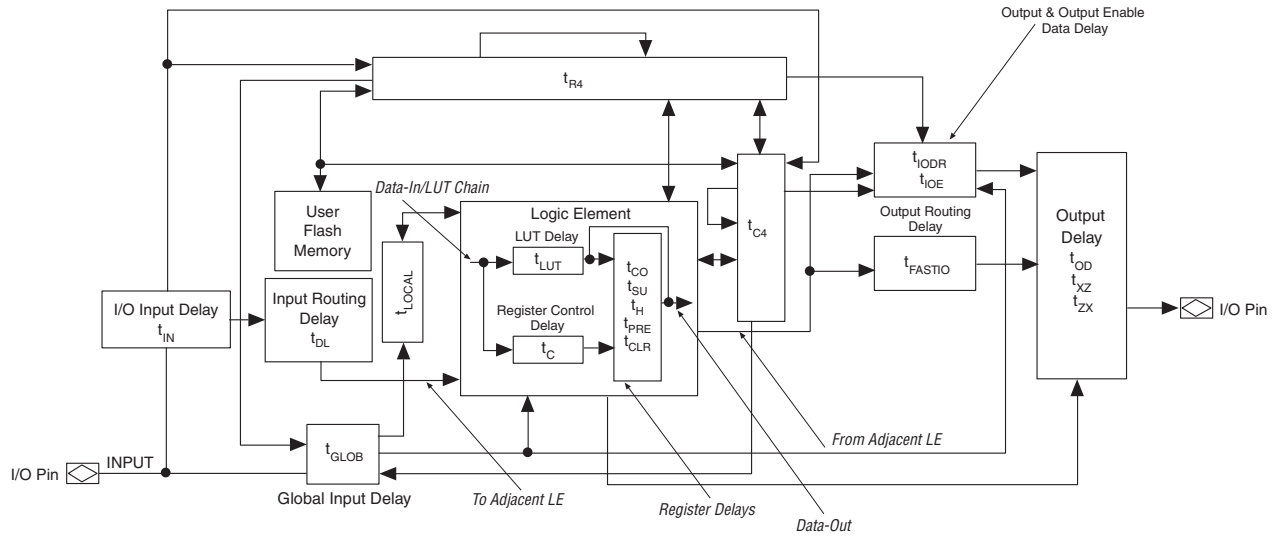 Output & Output Enable
Data Delay
tR4
tIODR
tIOE
Data-In/LUT Chain
User
Flash
Memory
Logic Element
LUT Delay
tLUT
tC4
Output Routing
Delay
tFASTIO
Output
Delay
tOD
tXZ
tZX
I/O Pin
tLOCAL
tCO
tSU
tH
tPRE
tCLR
I/O Input Delay
tIN
Input Routing
Delay
tDL
Register Control
Delay
tC
From Adjacent LE
I/O Pin
INPUT
tGLOB
Global Input Delay
To Adjacent LE
Register Delays
Data-Out